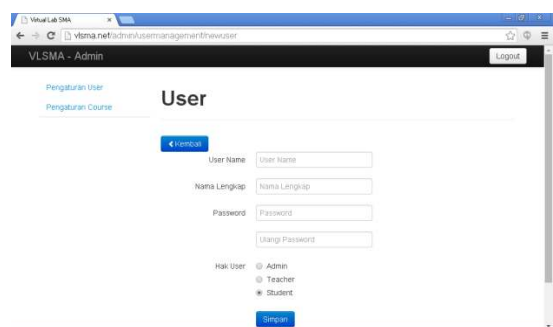 Virtual Lab SMA
vlsma.net/admin/usermanagement/newuser
VLSMA - Admin
Logout
Pengaturan User
Pengaturan Course
User
Kembali
User Name
User Name
Nama Lengkap
Nama Lengkap
Password
Password
Ulangi Password
Hak User
Admin
Teacher
Student
Simpan